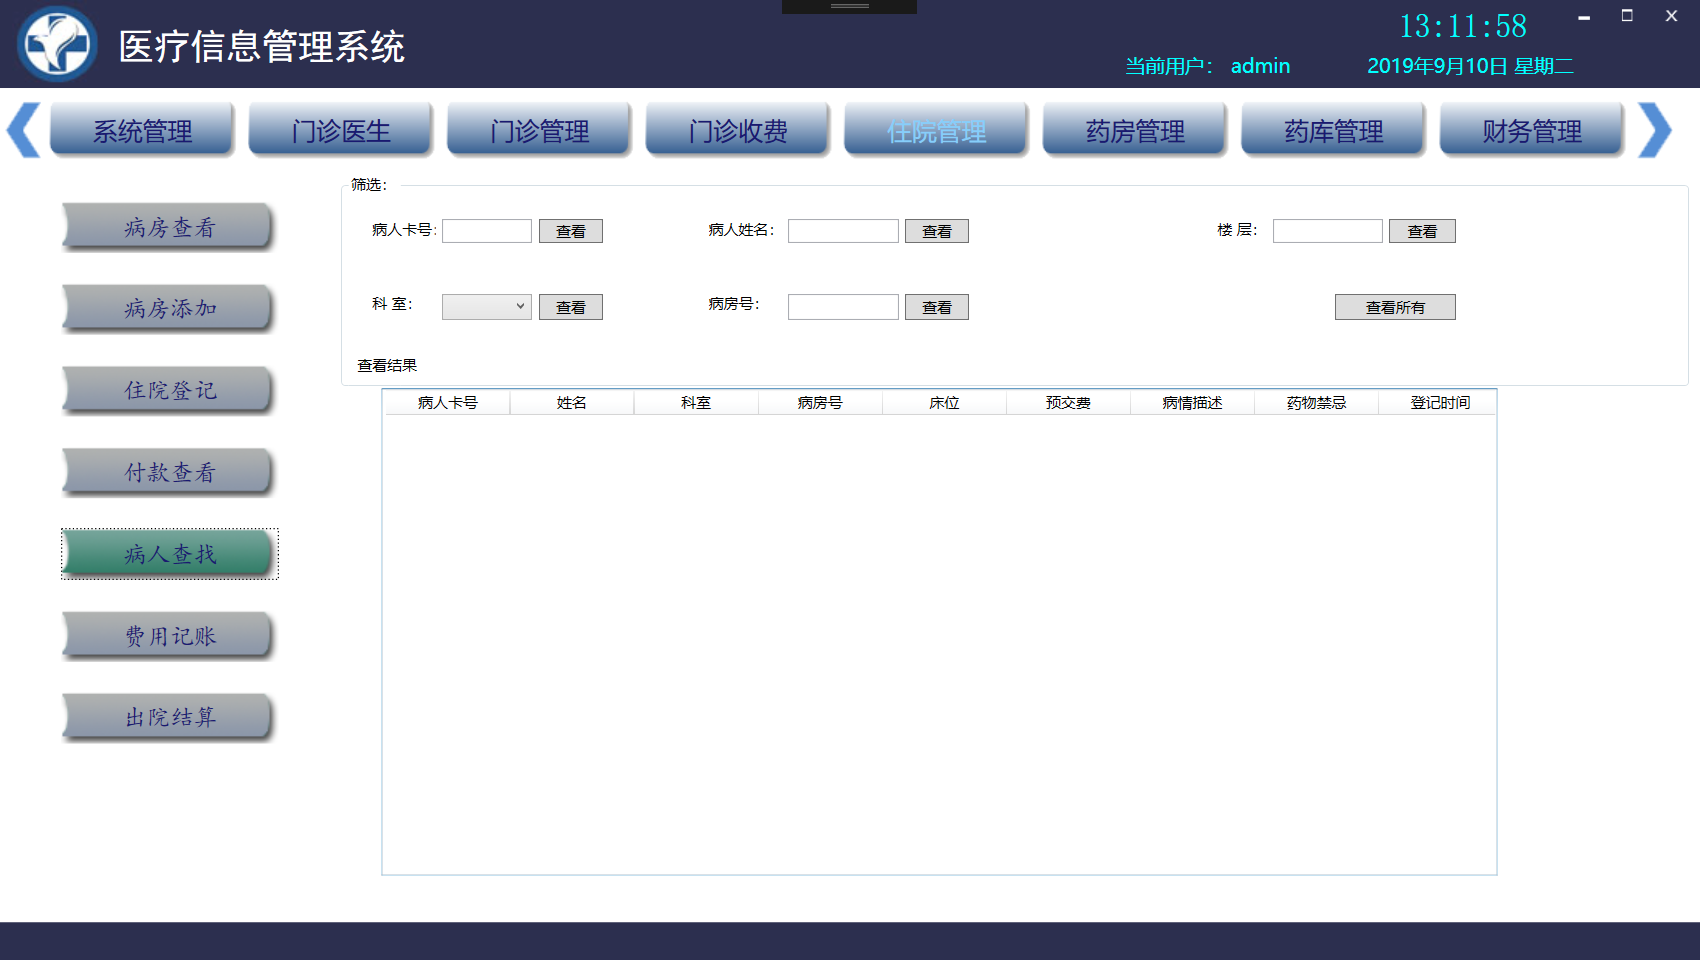 医疗信息管理系统
13:11:58
当前用户： admin
2019年9月10日 星期二
系统管理 门诊医生 门诊管理 门诊收费 住院管理 药房管理 药库管理 财务管理
病房查看
病房添加
住院登记
付款查看
病人查找
费用记账
出院结算
筛选：
病人卡号: 查看 病人姓名： 查看 楼 层： 查看
科 室： 查看 病房号： 查看 查看所有
查看结果
病人卡号 姓名 科室 病房号 床位 预交费 病情描述 药物禁忌 登记时间